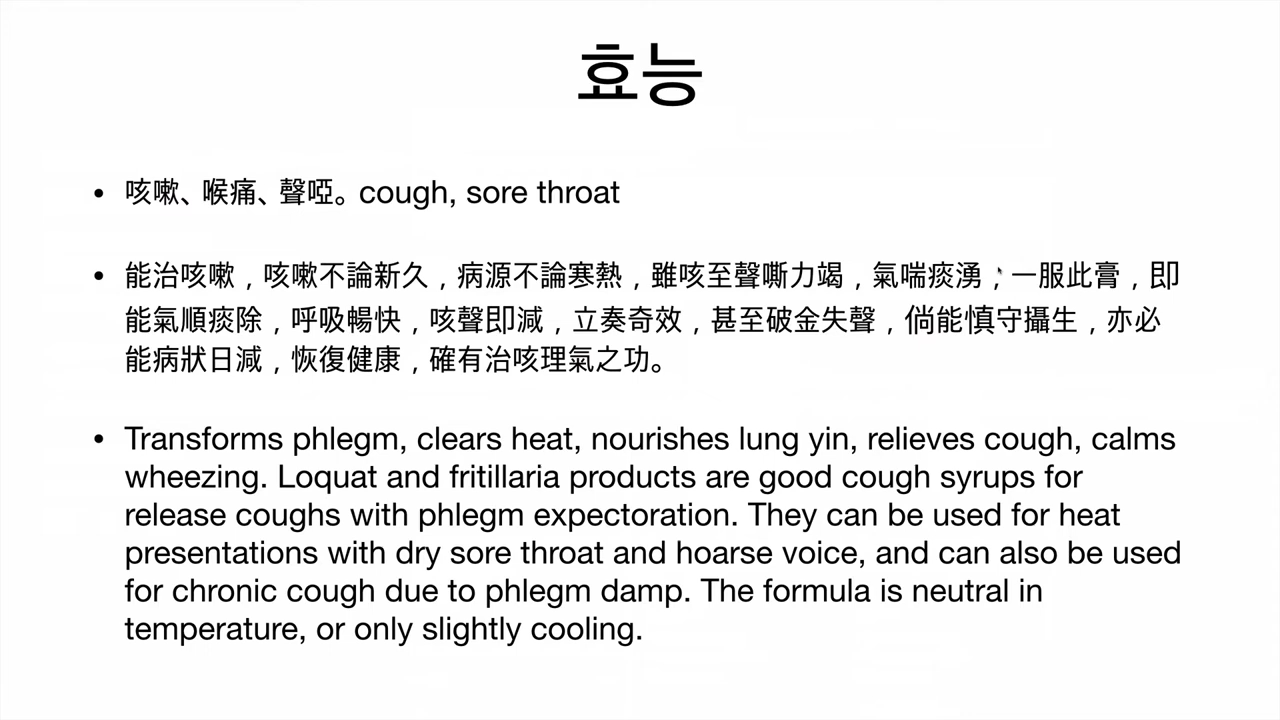 효능
• 咳嗽、喉痛、聲啞。cough, sore throat
• 能治咳嗽，咳嗽不論新久，病源不論寒熱，雖咳至聲嘶力竭，氣喘痰湧；一服此膏，即
能氣順痰除，呼吸暢快，咳聲即減，立奏奇效，甚至破金失聲，倘能慎守攝生，亦必
能病狀日減，恢復健康，確有治咳理氣之功。
• Transforms phlegm, clears heat, nourishes lung yin, relieves cough, calms
wheezing. Loquat and fritillaria products are good cough syrups for
release coughs with phlegm expectoration. They can be used for heat
presentations with dry sore throat and hoarse voice, and can also be used
for chronic cough due to phlegm damp. The formula is neutral in
temperature, or only slightly cooling.